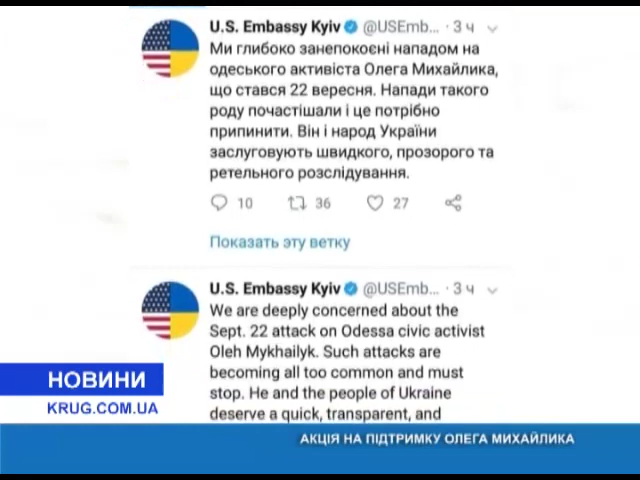 U.S. Embassy Kyiv @USEmb... · 3 ч
Ми глибоко занепокоєні нападом на
одеського активіста Олега Михайлика,
що стався 22 вересня. Напади такого
роду почастішали і це потрібно
припинити. Він і народ України
заслуговують швидкого, прозорого та
ретельного розслідування.
10 36 27
Показать эту ветку
U.S. Embassy Kyiv @USEmb... · 3 ч
We are deeply concerned about the
Sept. 22 attack on Odessa civic activist
Oleh Mykhailyk. Such attacks are
becoming all too common and must
stop. He and the people of Ukraine
deserve a quick, transparent, and
НОВИНИ
KRUG.COM.UA
АКЦІЯ НА ПІДТРИМКУ ОЛЕГА МИХАЙЛИКА